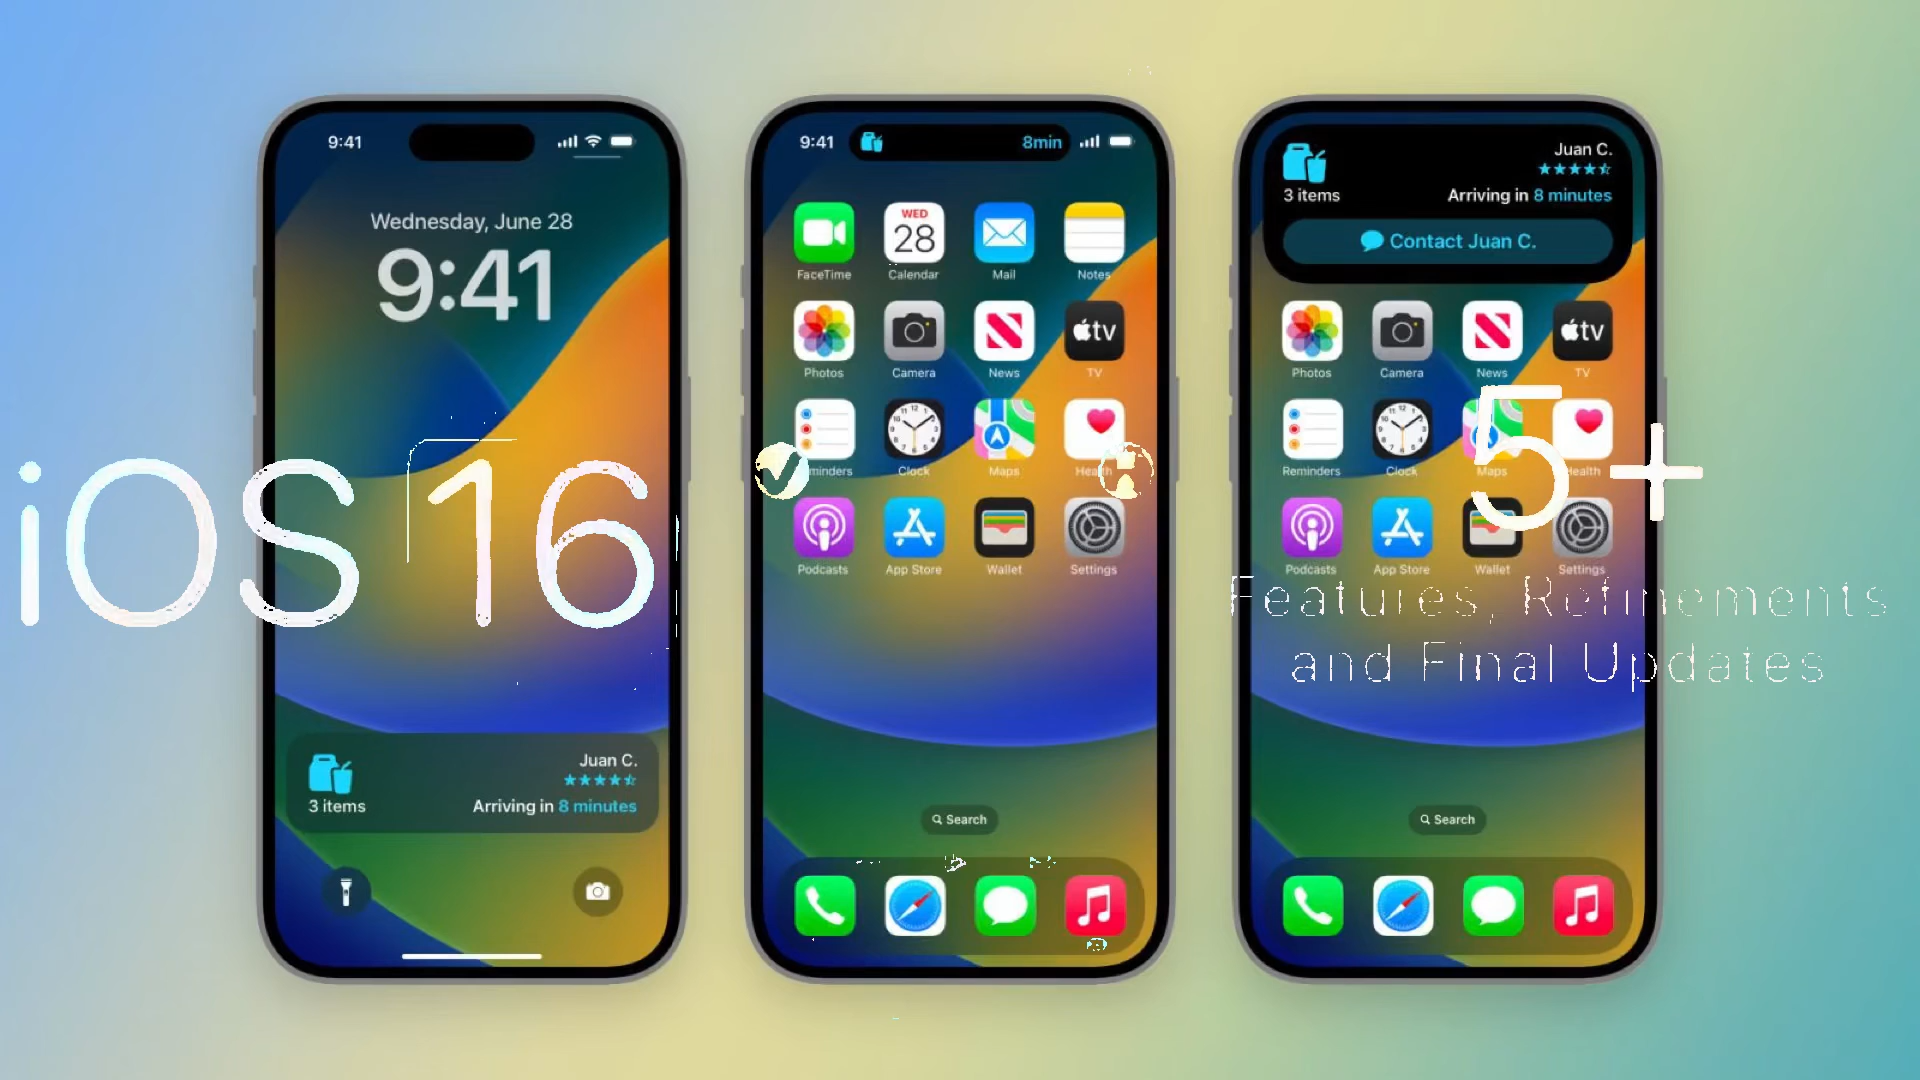 9:41
Wednesday, June 28
9:41
iOS 16
Juan C.
3 items
Arriving in 8 minutes
9:41
8min
WED
28
FaceTime
Calendar
Mail
Notes
tv
Photos
Camera
News
TV
minders
Clock
Maps
Health
Podcasts
App Store
Wallet
Settings
Search
Juan C.
3 items
Arriving in 8 minutes
Contact Juan C.
tv
Photos
Camera
News
TV
5+
Reminders
Clock
Maps
Health
Podcasts
App Store
Wallet
Settings
Features, Refinements
and Final Updates
Search